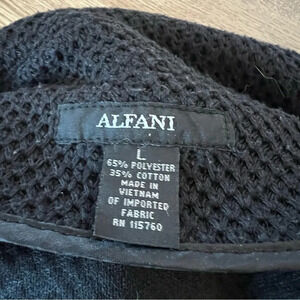 ALFANI
L
65% POLYESTER
35% COTTON
MADE IN
VIETNAM
OF IMPORTED
FABRIC
RN 115760